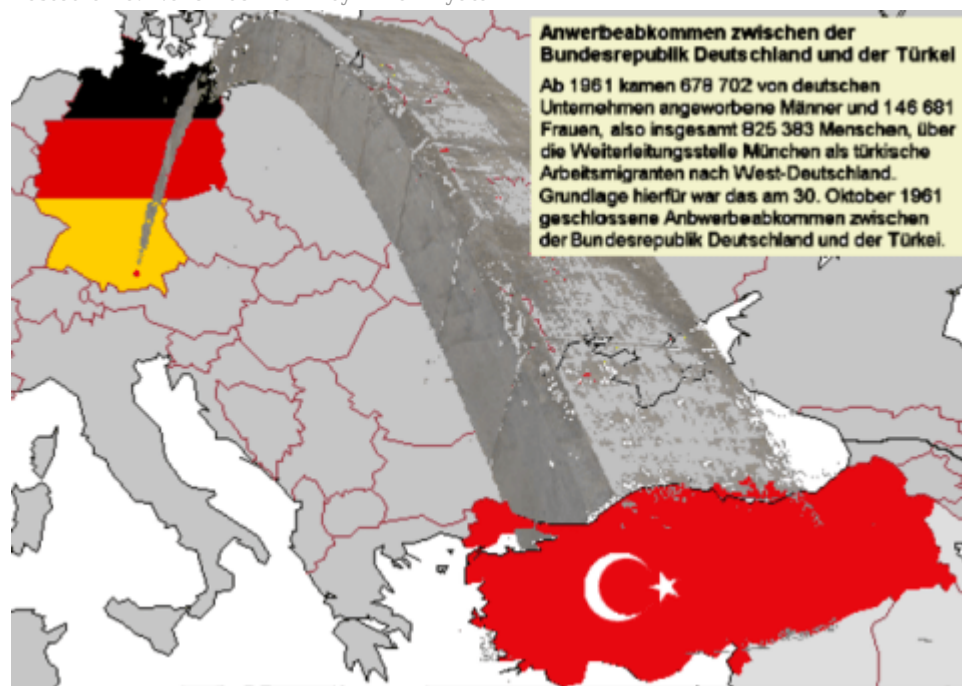 Anwerbeabkommen zwischen der
Bundesrepublik Deutschland und der Türkei
Ab 1961 kamen 678 702 von deutschen
Unternehmen angeworbene Männer und 146 681
Frauen, also insgesamt 825 383 Menschen, über
die Weiterleitungsstelle München als türkische
Arbeitsmigranten nach West-Deutschland.
Grundlage hierfür war das am 30. Oktober 1961
geschlossene Anbwerbeabkommen zwischen
der Bundesrepublik Deutschland und der Türkei.